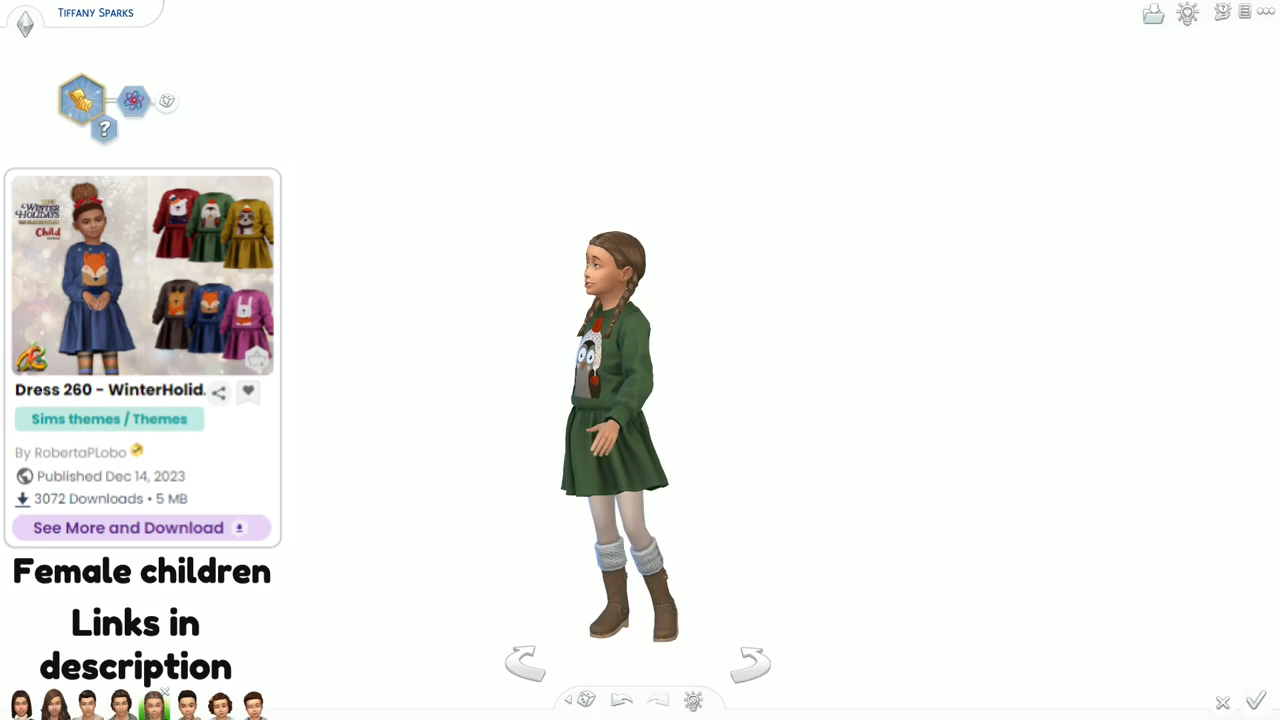 Tiffany Sparks
?
WINTER
HOLIDAYS
Child
Dress 260 - WinterHolid.
Sims themes / Themes
By RobertaPLobo
Published Dec 14, 2023
3072 Downloads • 5 MB
See More and Download
Female children
Links in
description